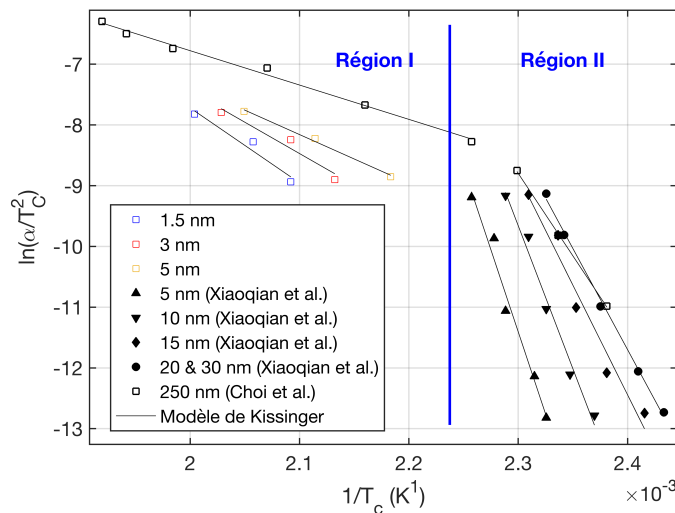 Région I
Région II
-7
-8
-9
-10
-11
-12
-13
ln(α/T_C^2)
1.5 nm
3 nm
5 nm
5 nm (Xiaoqian et al.)
10 nm (Xiaoqian et al.)
15 nm (Xiaoqian et al.)
20 & 30 nm (Xiaoqian et al.)
250 nm (Choi et al.)
Modèle de Kissinger
2
2.1
2.2
2.3
2.4
1/T_c (K^1)
×10^-3